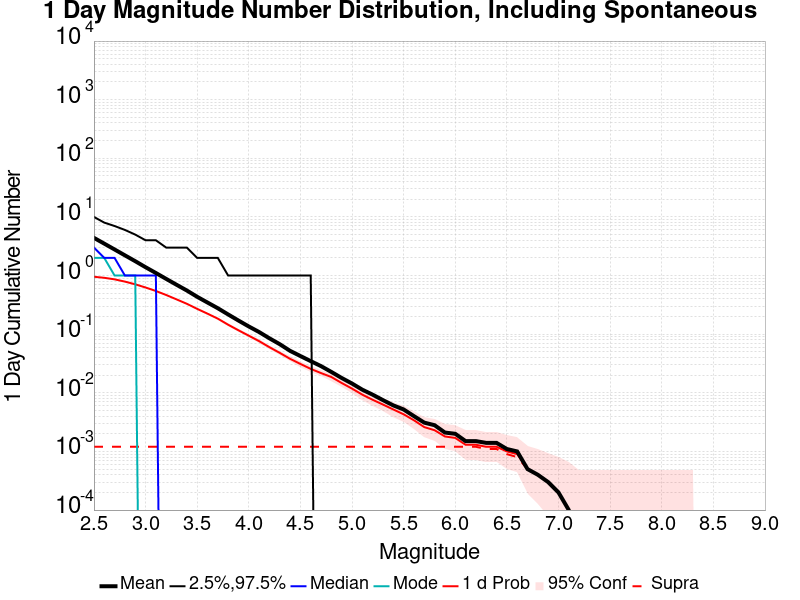 1 Day Magnitude Number Distribution, Including Spontaneous
1 Day Cumulative Number
10^4
10^3
10^2
10^1
10^0
10^-1
10^-2
10^-3
10^-4
2.5 3.0 3.5 4.0 4.5 5.0 5.5 6.0 6.5 7.0 7.5 8.0 8.5 9.0
Magnitude
Mean 2.5%,97.5% Median Mode 1 d Prob 95% Conf Supra